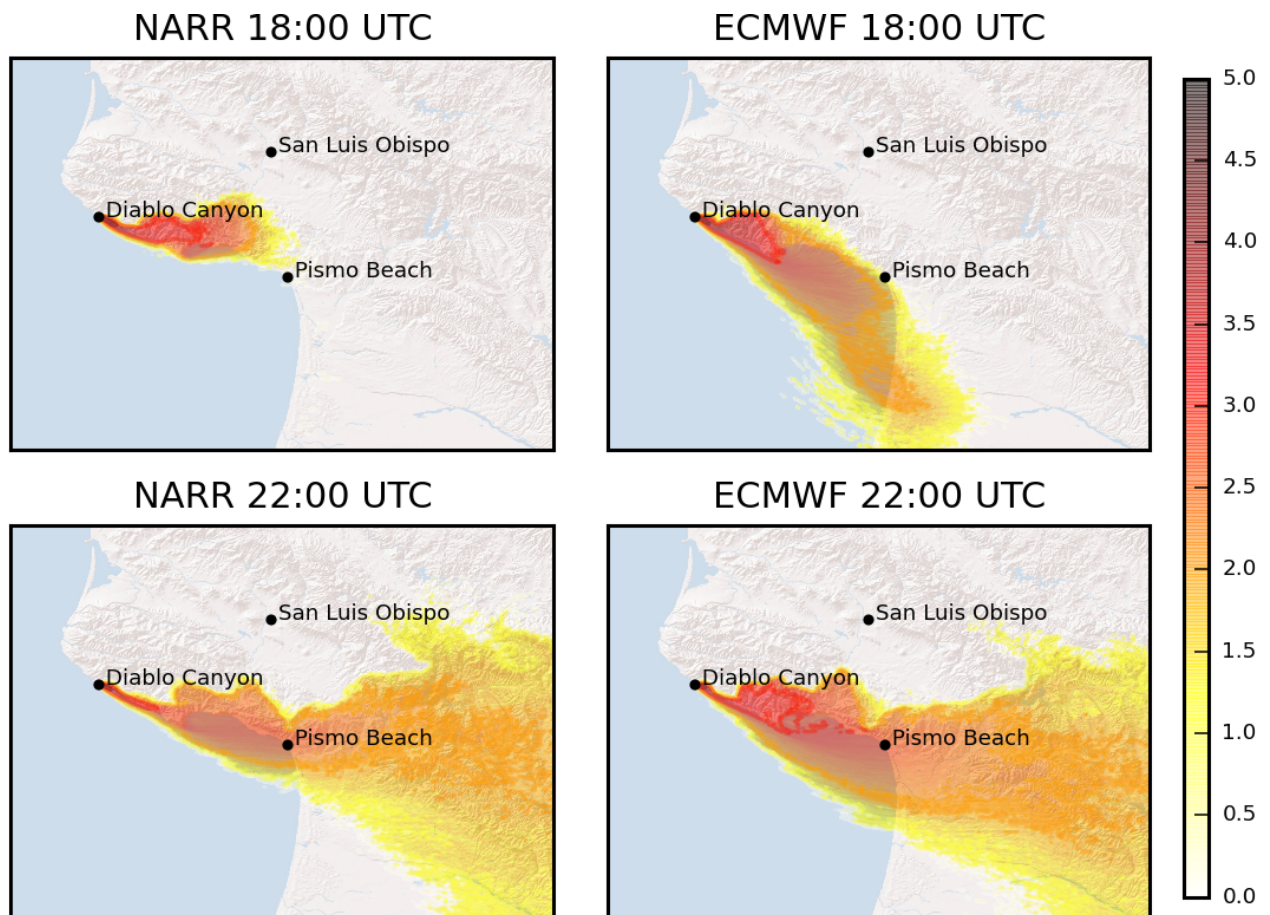 NARR 18:00 UTC
San Luis Obispo
Diablo Canyon
Pismo Beach
ECMWF 18:00 UTC
San Luis Obispo
Diablo Canyon
Pismo Beach
NARR 22:00 UTC
San Luis Obispo
Diablo Canyon
Pismo Beach
ECMWF 22:00 UTC
San Luis Obispo
Diablo Canyon
Pismo Beach
5.0
4.5
4.0
3.5
3.0
2.5
2.0
1.5
1.0
0.5
0.0